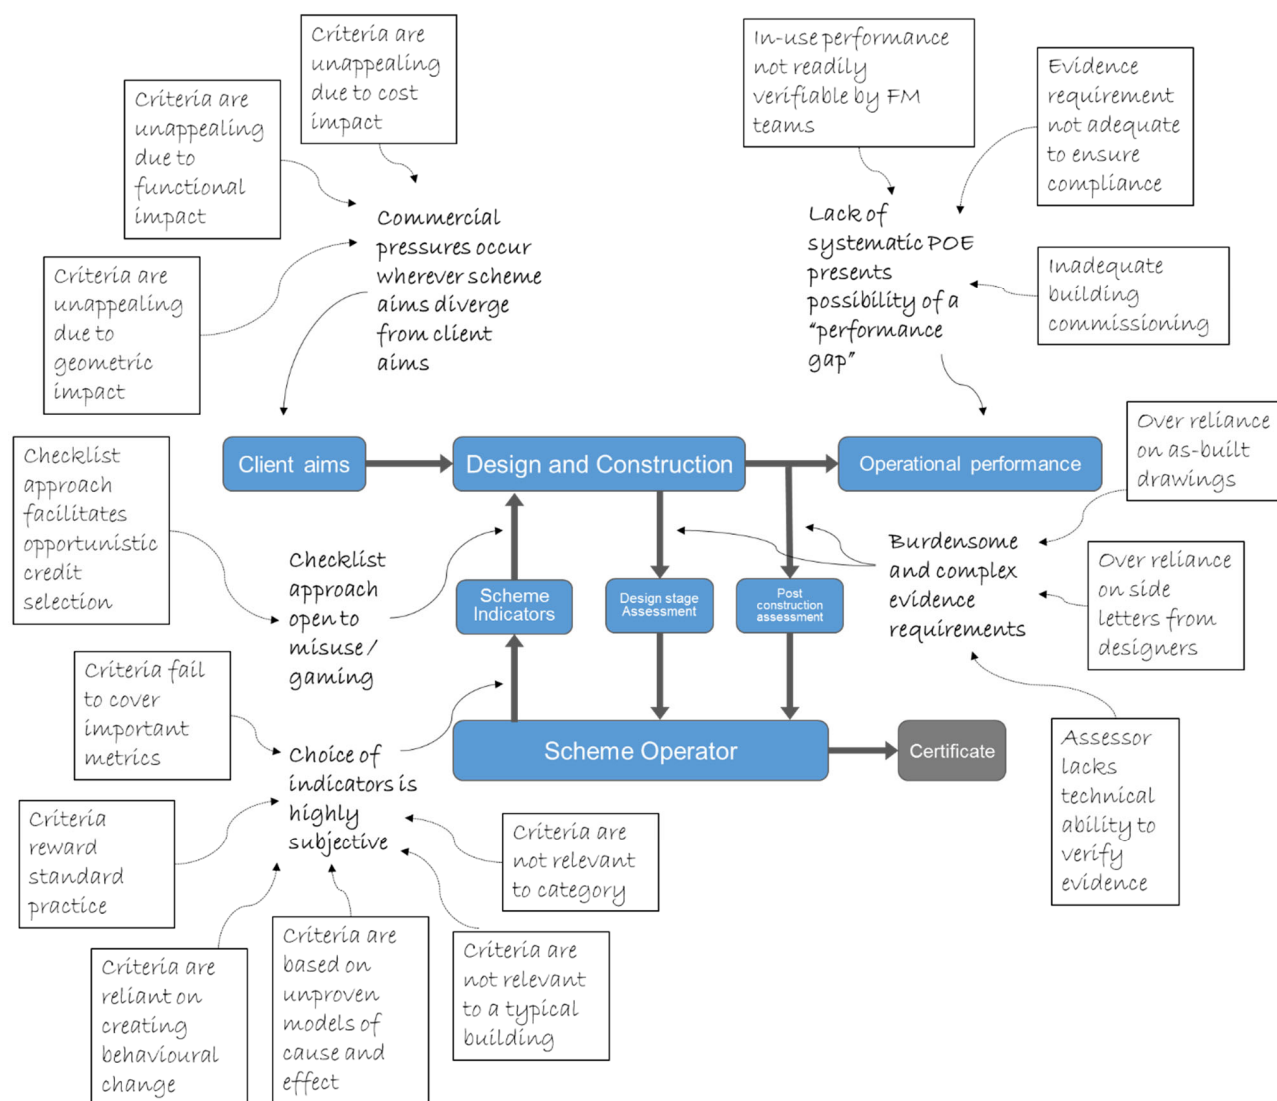 Criteria are
unappealing
due to cost
impact
In-use performance
not readily
verifiable by FM
teams
Evidence
requirement
not adequate
to ensure
compliance
Criteria are
unappealing
due to
functional
impact
Commercial
pressures occur
wherever scheme
aims diverge
from client
aims
Lack of
systematic POE
presents
possibility of a
“performance
gap”
Inadequate
building
commissioning
Criteria are
unappealing
due to
geometric
impact
Over reliance
on as-built
drawings
Client aims
Design and Construction
Operational performance
Checklist
approach
facilitates
opportunistic
credit
selection
Checklist
approach
open to
misuse/
gaming
Scheme
Indicators
Design stage
Assessment
Post
construction
assessment
Burdensome
and complex
evidence
requirements
Over reliance
on side
letters from
designers
Criteria fail
to cover
important
metrics
Choice of
indicators is
highly
subjective
Scheme Operator
Certificate
Assessor
lacks
technical
ability to
verify
evidence
Criteria
reward
standard
practice
Criteria are
not relevant
to category
Criteria are
reliant on
creating
behavioural
change
Criteria are
based on
unproven
models of
cause and
effect
Criteria are
not relevant
to a typical
building